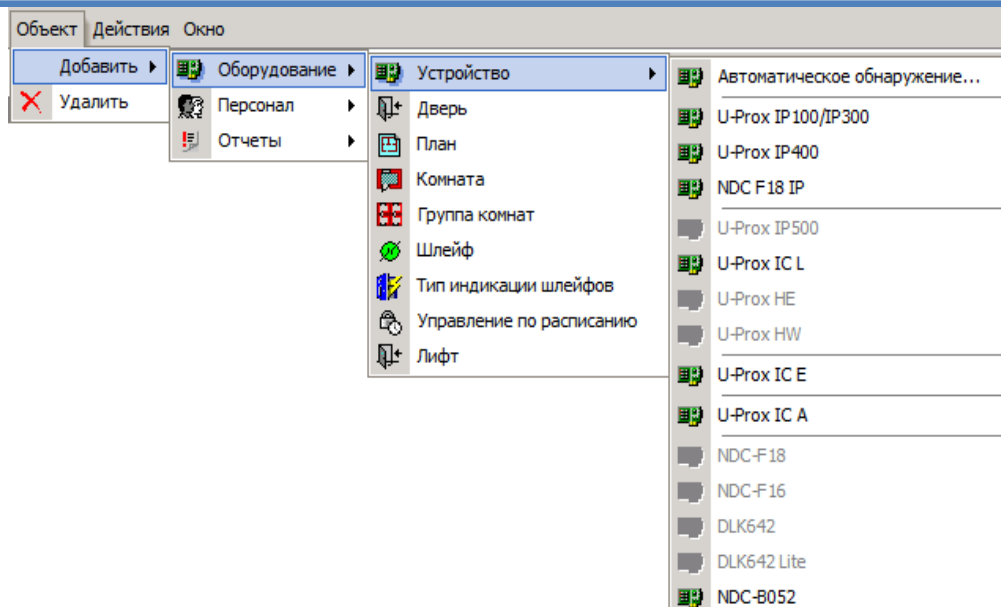 Объект Действия Окно
Добавить
Удалить
Оборудование
Персонал
Отчеты
Устройство
Дверь
План
Комната
Группа комнат
Шлейф
Тип индикации шлейфов
Управление по расписанию
Лифт
Автоматическое обнаружение...
U-Prox IP100/IP300
U-Prox IP400
NDC F18 IP
U-Prox IP500
U-Prox IC L
U-Prox HE
U-Prox HW
U-Prox IC E
U-Prox IC A
NDC-F18
NDC-F16
DLK642
DLK642 Lite
NDC-B052